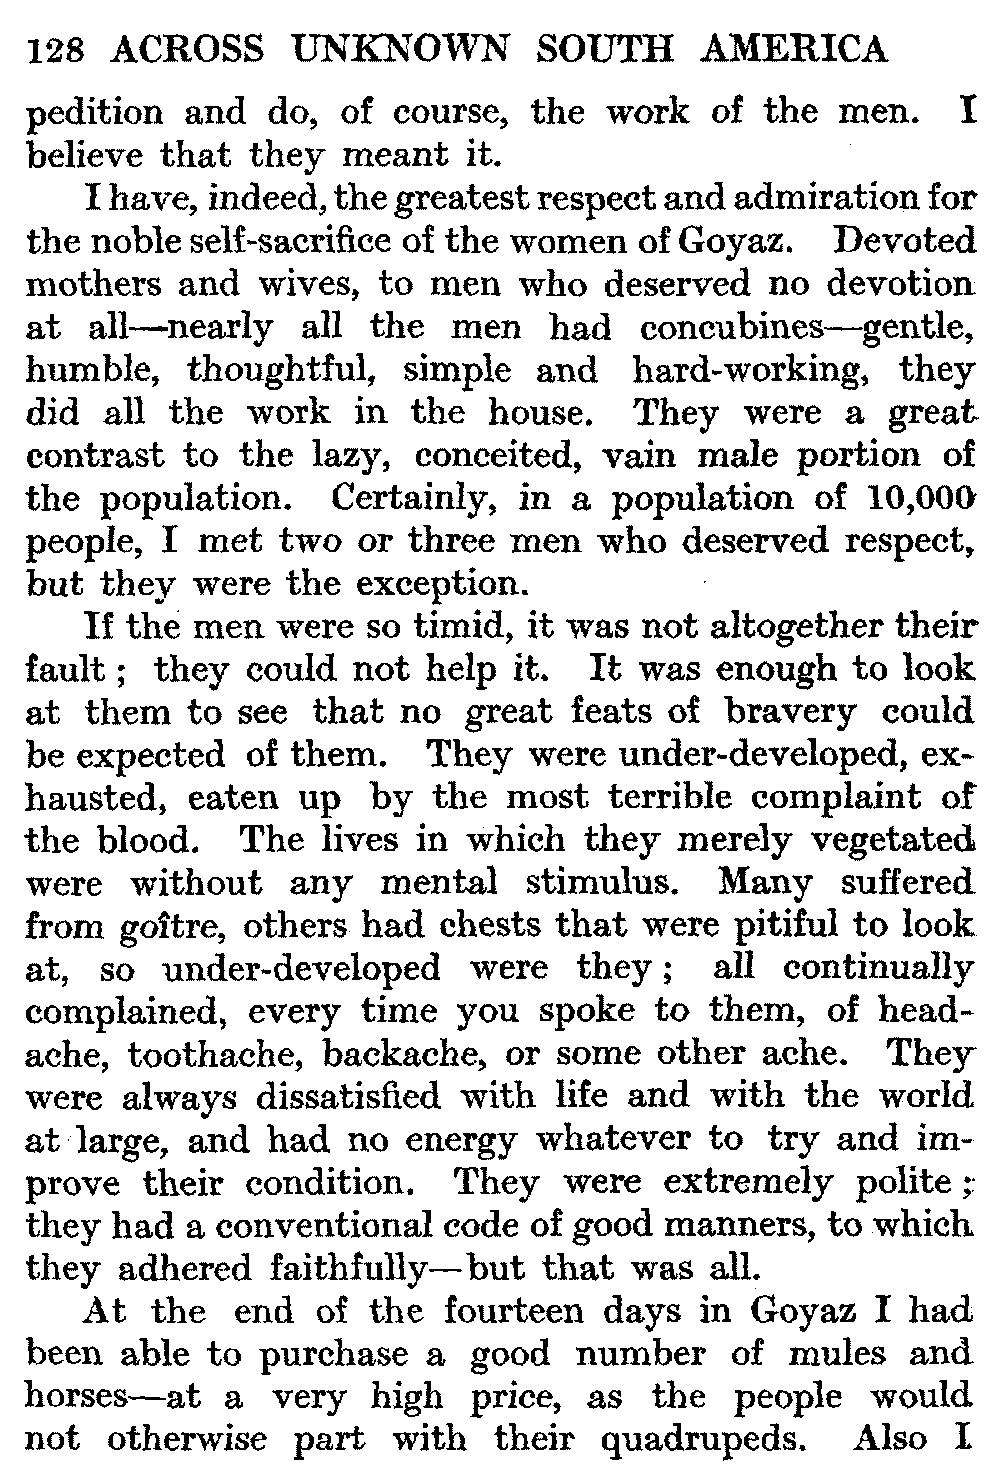 128 ACROSS UNKNOWN SOUTH AMERICA
pedition and do, of course, the work of the men. I
believe that they meant it.
I have, indeed, the greatest respect and admiration for
the noble self-sacrifice of the women of Goyaz. Devoted
mothers and wives, to men who deserved no devotion
at all—nearly all the men had concubines—gentle,
humble, thoughtful, simple and hard-working, they
did all the work in the house. They were a great
contrast to the lazy, conceited, vain male portion of
the population. Certainly, in a population of 10,000
people, I met two or three men who deserved respect,
but they were the exception.
If the men were so timid, it was not altogether their
fault; they could not help it. It was enough to look
at them to see that no great feats of bravery could
be expected of them. They were under-developed, ex-
hausted, eaten up by the most terrible complaint of
the blood. The lives in which they merely vegetated
were without any mental stimulus. Many suffered
from goître, others had chests that were pitiful to look
at, so under-developed were they; all continually
complained, every time you spoke to them, of head-
ache, toothache, backache, or some other ache. They
were always dissatisfied with life and with the world
at large, and had no energy whatever to try and im-
prove their condition. They were extremely polite;
they had a conventional code of good manners, to which
they adhered faithfully—but that was all.
At the end of the fourteen days in Goyaz I had
been able to purchase a good number of mules and
horses—at a very high price, as the people would
not otherwise part with their quadrupeds. Also I